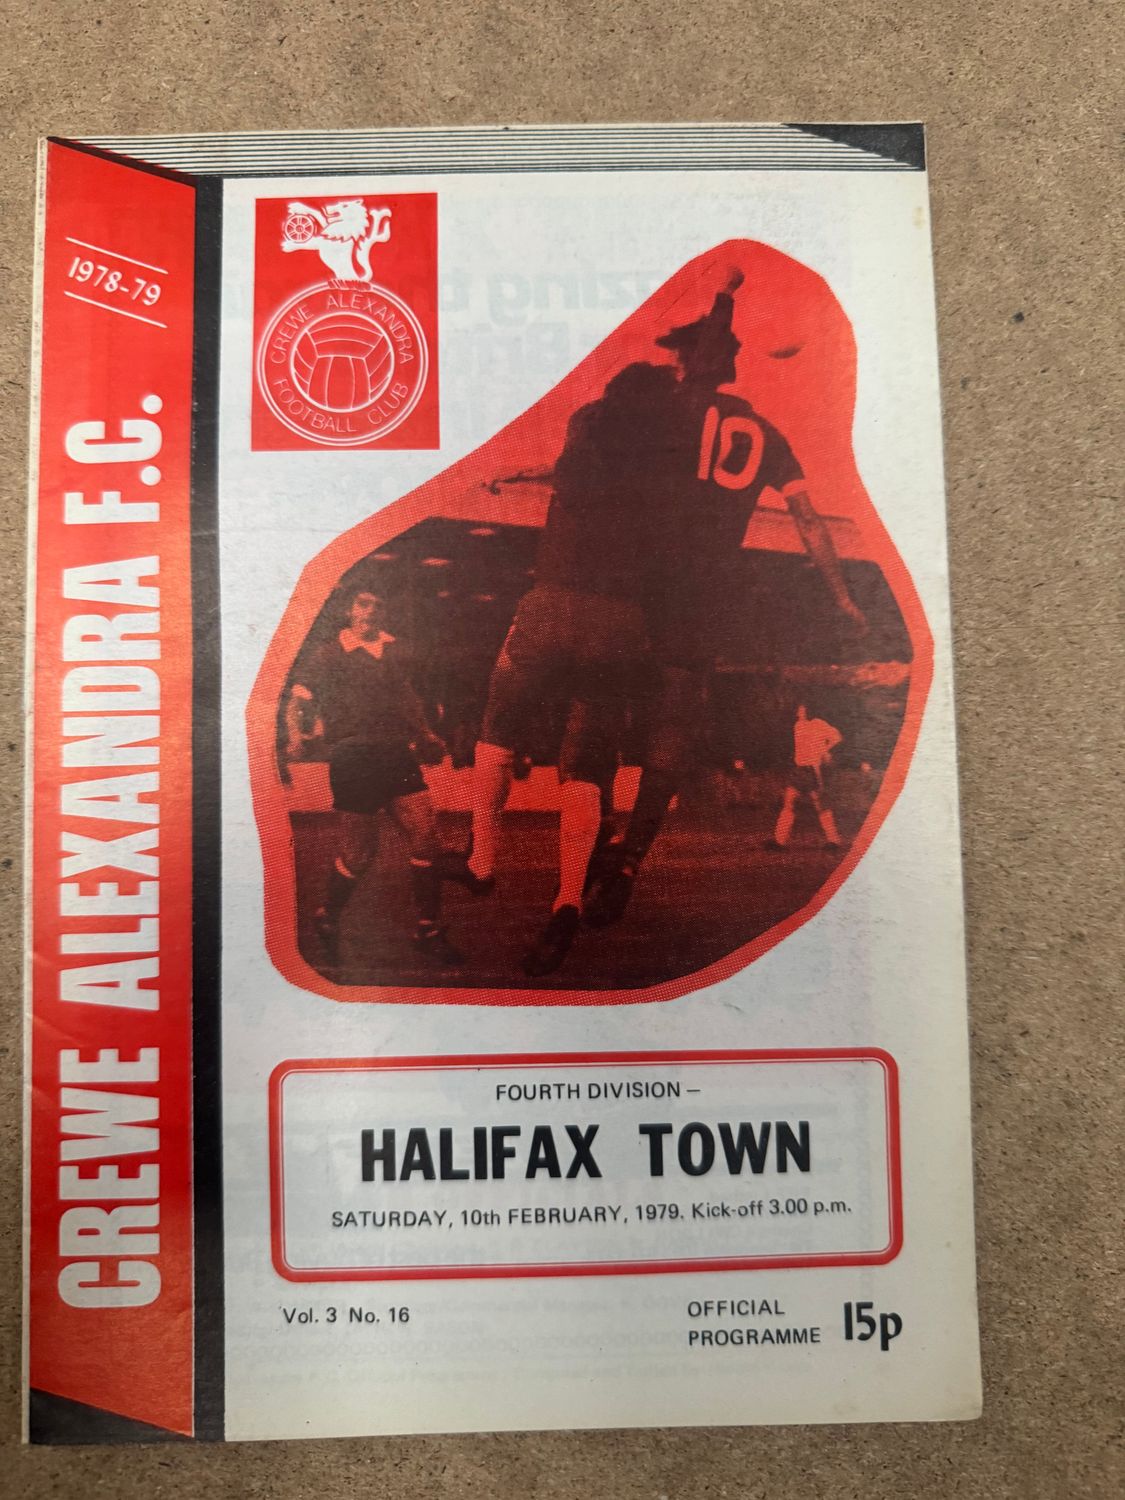 1978-79
CREWE ALEXANDRA F.C.
CREWE ALEXANDRA
FOOTBALL CLUB
10
FOURTH DIVISION –
HALIFAX TOWN
SATURDAY, 10th FEBRUARY, 1979. Kick-off 3.00 p.m.
Vol. 3 No. 16
OFFICIAL
PROGRAMME
15p